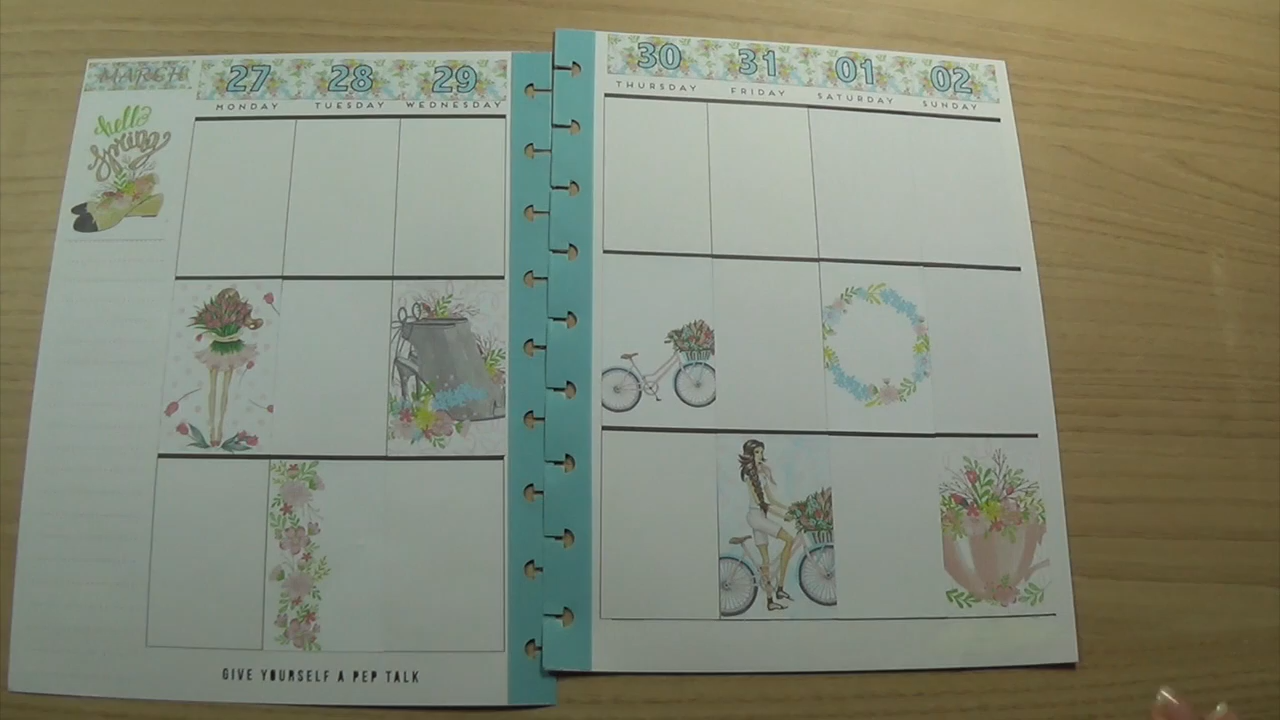 MARCH
27 28 29
MONDAY TUESDAY WEDNESDAY
hello
Spring
GIVE YOURSELF A PEP TALK
30 31 01 02
THURSDAY FRIDAY SATURDAY SUNDAY